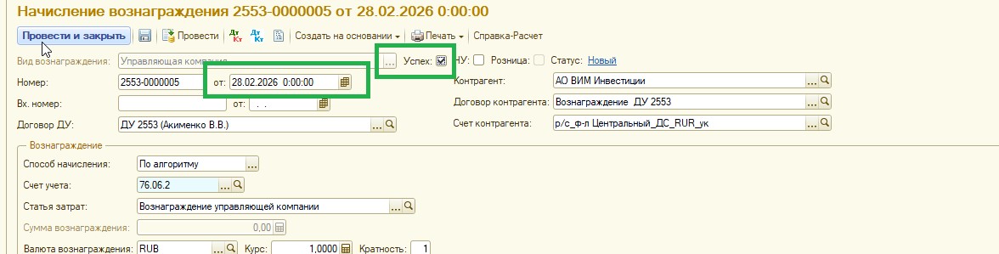 Начисление вознаграждения 2553-0000005 от 28.02.2026 0:00:00
Провести и закрыть Провести Дт Кт Дт Кт Создать на основании Печать Справка-Расчет
Вид вознаграждения: Управляющая компания ... Успех: НУ: Розница: Статус: Новый
Номер: 2553-0000005 от: 28.02.2026 0:00:00 Контрагент: АО ВИМ Инвестиции ...
Вх. номер: от: . . Договор контрагента: Вознаграждение ДУ 2553 ...
Договор ДУ: ДУ 2553 (Акименко В.В.) ... Счет контрагента: р/с_ф-л Центральный_ДС_RUR_ук ...
Вознаграждение
Способ начисления: По алгоритму ...
Счет учета: 76.06.2 ...
Статья затрат: Вознаграждение управляющей компании ...
Сумма вознаграждения: 0,00
Валюта вознаграждения: RUB ... Курс: 1,0000 Кратность: 1